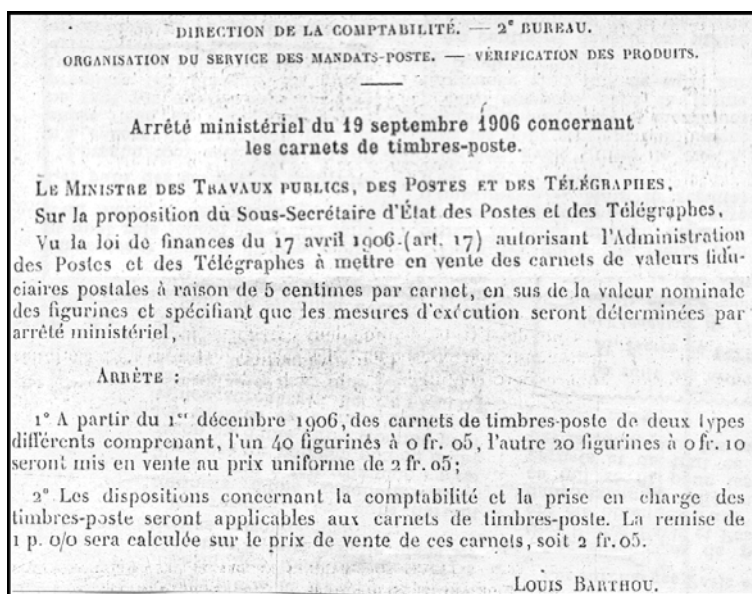 DIRECTION DE LA COMPTABILITÉ. — 2e BUREAU.
ORGANISATION DU SERVICE DES MANDATS-POSTE. — VÉRIFICATION DES PRODUITS.
Arrêté ministériel du 19 septembre 1906 concernant
les carnets de timbres-poste.
LE MINISTRE DES TRAVAUX PUBLICS, DES POSTES ET DES TÉLÉGRAPHES,
Sur la proposition du Sous-Secrétaire d'État des Postes et des Télégraphes,
Vu la loi de finances du 17 avril 1906 (art. 17) autorisant l'Administration
des Postes et des Télégraphes à mettre en vente des carnets de valeurs fidu-
ciaires postales à raison de 5 centimes par carnet, en sus de la valeur nominale
des figurines et spécifiant que les mesures d'exécution seront déterminées par
arrêté ministériel,
ARRÊTE :
1° A partir du 1er décembre 1906, des carnets de timbres-poste de deux types
différents comprenant, l'un 40 figurines à 0 fr. 05, l'autre 20 figurines à 0 fr. 10
seront mis en vente au prix uniforme de 2 fr. 05;
2° Les dispositions concernant la comptabilité et la prise en charge des
timbres-poste seront applicables aux carnets de timbres-poste. La remise de
1 p. 0/0 sera calculée sur le prix de vente de ces carnets, soit 2 fr. 05.
LOUIS BARTHOU.